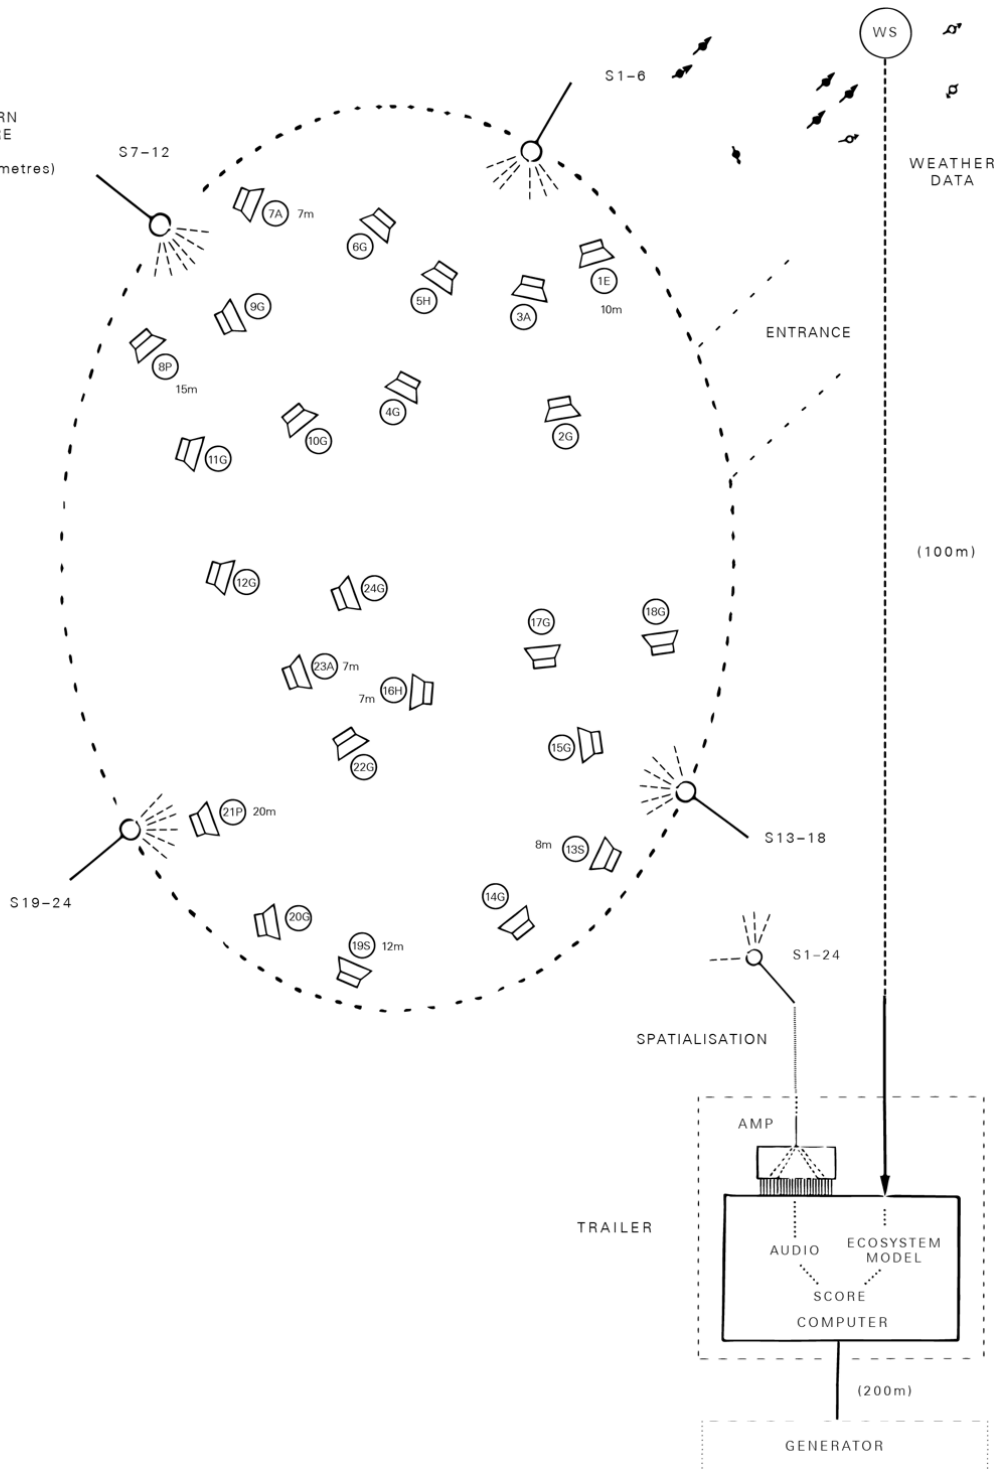 WS
S1–6
RN
RE
metres)
S7–12
WEATHER
DATA
7A 7m
6G
5H
1E
10m
3A
9G
8P
15m
ENTRANCE
4G
2G
10G
11G
(100m)
12G
24G
17G
18G
23A 7m
7m 16H
15G
22G
21P 20m
S13–18
8m 13S
S19–24
14G
20G
19S 12m
S1–24
SPATIALISATION
AMP
TRAILER
AUDIO
ECOSYSTEM
MODEL
SCORE
COMPUTER
(200m)
GENERATOR